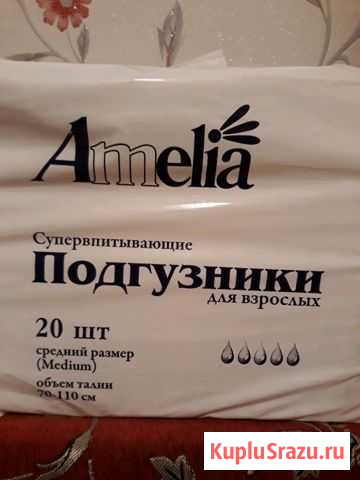 Amelia
Супервпитывающие
Подгузники
для взрослых
20 шт
средний размер
(Medium)
объем талии
70-110 см
KupluSrazu.ru